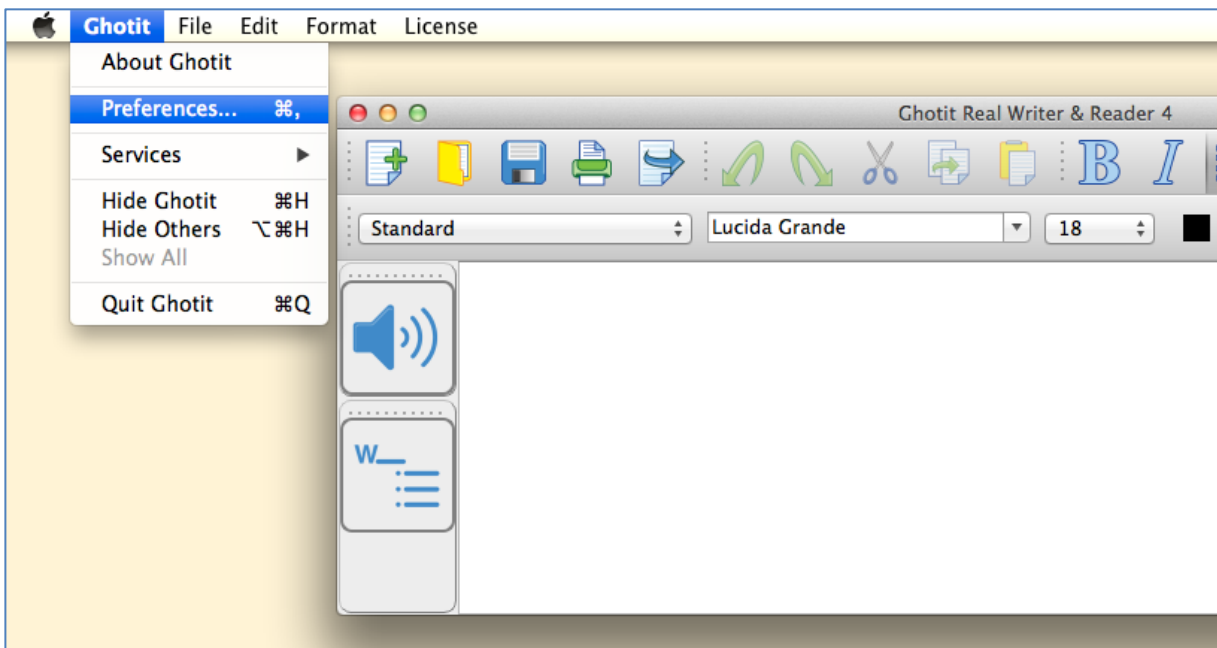 Ghotit File Edit Format License
About Ghotit
Preferences... ⌘,
Services ▶
Hide Ghotit ⌘H
Hide Others ⌥⌘H
Show All
Quit Ghotit ⌘Q
Ghotit Real Writer & Reader 4
B I
Standard Lucida Grande 18
W